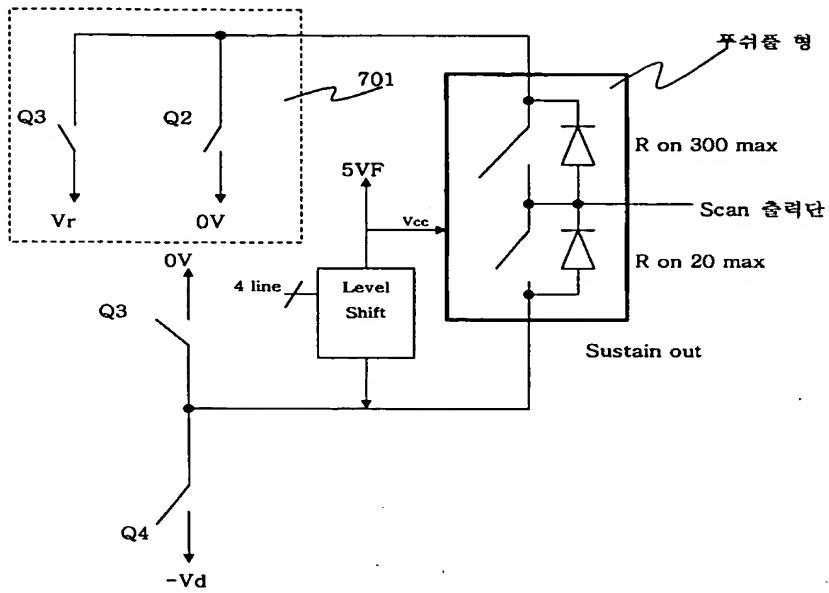 푸쉬풀 형
701
Q3
Q2
R on 300 max
5VF
Vr
0V
Vcc
Scan 출력단
0V
4 line
Level
Shift
R on 20 max
Q3
Sustain out
Q4
-Vd